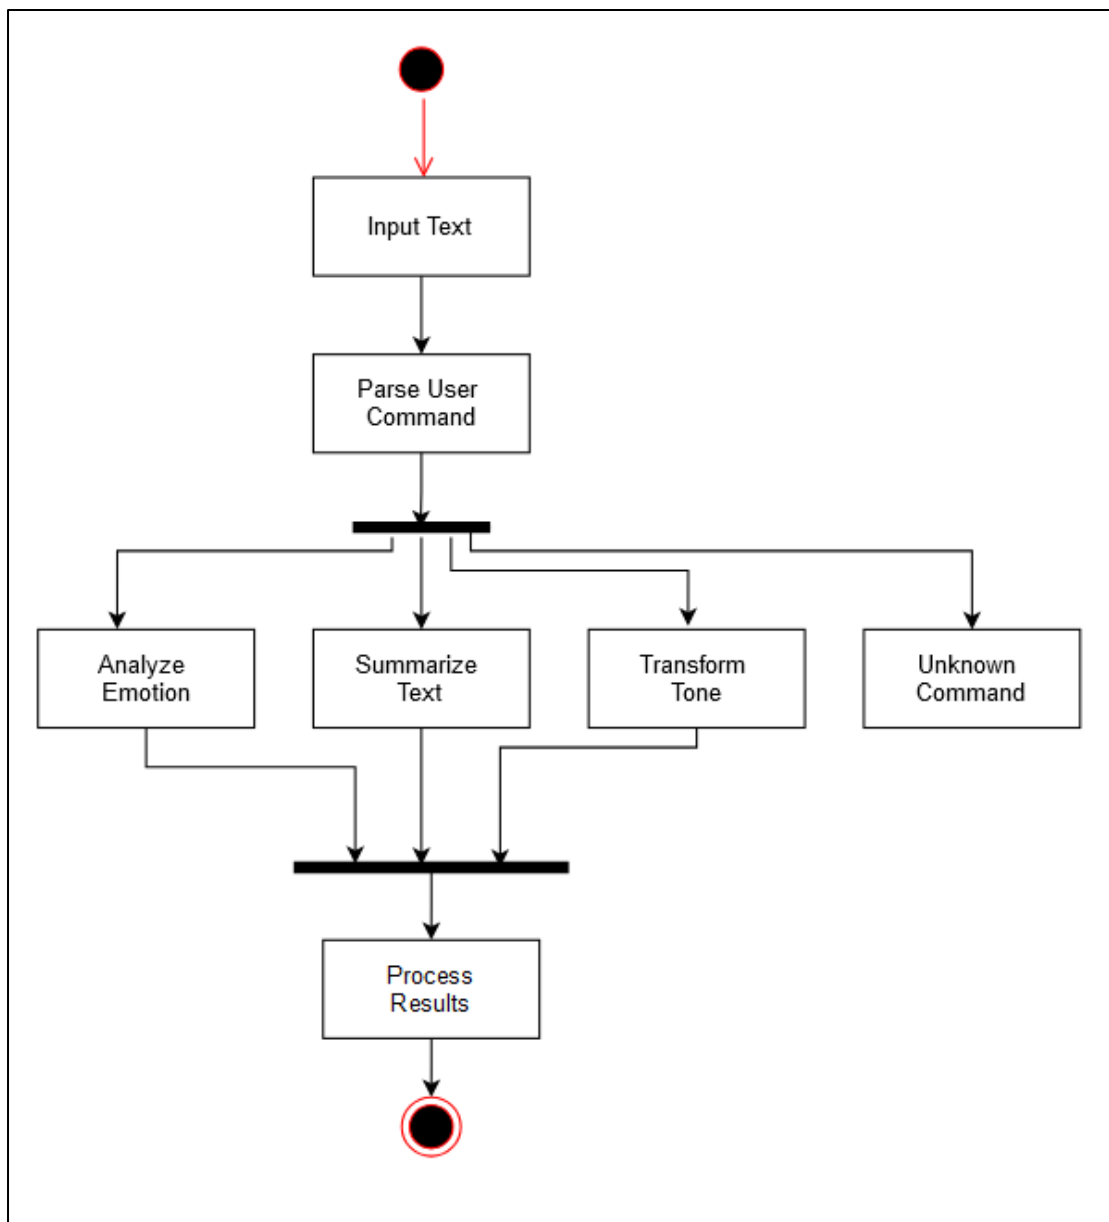 Input Text
Parse User
Command
Analyze
Emotion
Summarize
Text
Transform
Tone
Unknown
Command
Process
Results